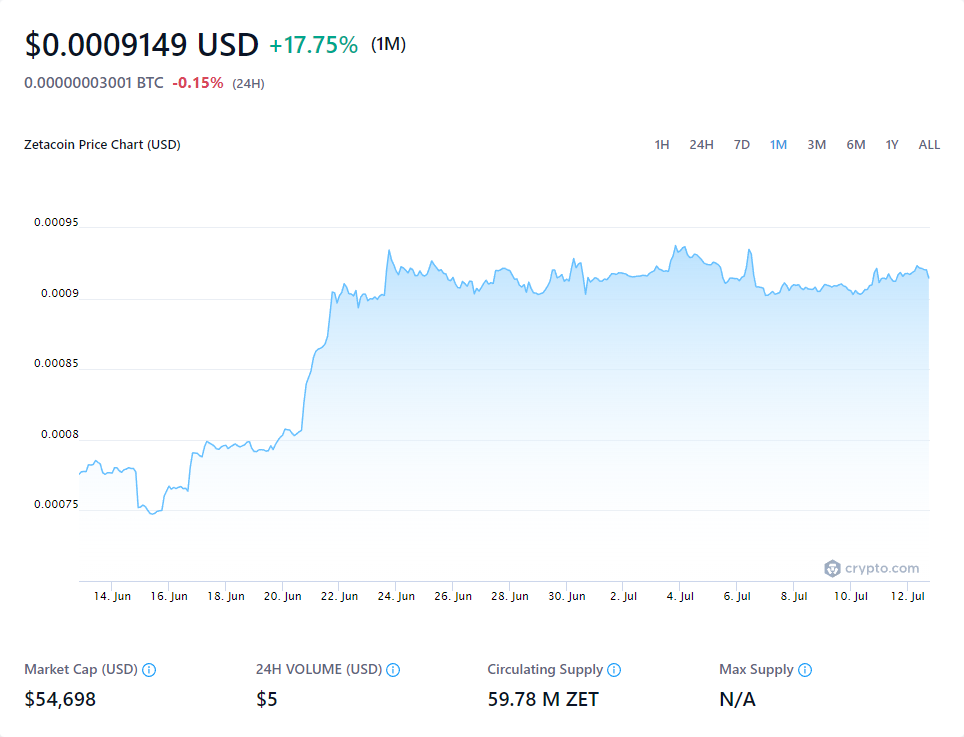 $0.0009149 USD +17.75% (1M)
0.00000003001 BTC -0.15% (24H)
Zetacoin Price Chart (USD) 1H 24H 7D 1M 3M 6M 1Y ALL
0.00095
0.0009
0.00085
0.0008
0.00075
crypto.com
14. Jun 16. Jun 18. Jun 20. Jun 22. Jun 24. Jun 26. Jun 28. Jun 30. Jun 2. Jul 4. Jul 6. Jul 8. Jul 10. Jul 12. Jul
Market Cap (USD) 24H VOLUME (USD) Circulating Supply Max Supply
$54,698 $5 59.78 M ZET N/A